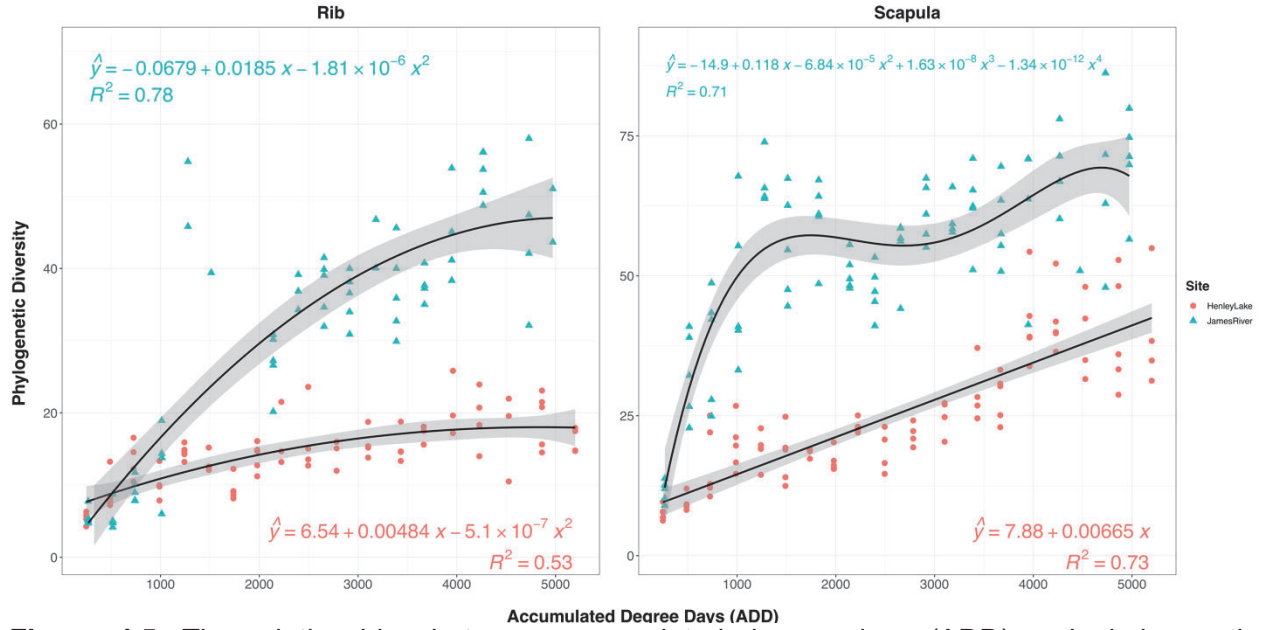 Rib
Scapula
ŷ = −0.0679 + 0.0185 x − 1.81 × 10⁻⁶ x²
R² = 0.78
ŷ = −14.9 + 0.118 x − 6.84 × 10⁻⁵ x² + 1.63 × 10⁻⁸ x³ − 1.34 × 10⁻¹² x⁴
R² = 0.71
60
40
20
0
75
50
25
0
Phylogenetic Diversity
Site
HenleyLake
JamesRiver
ŷ = 6.54 + 0.00484 x − 5.1 × 10⁻⁷ x²
R² = 0.53
ŷ = 7.88 + 0.00665 x
R² = 0.73
1000 2000 3000 4000 5000
1000 2000 3000 4000 5000
Accumulated Degree Days (ADD)